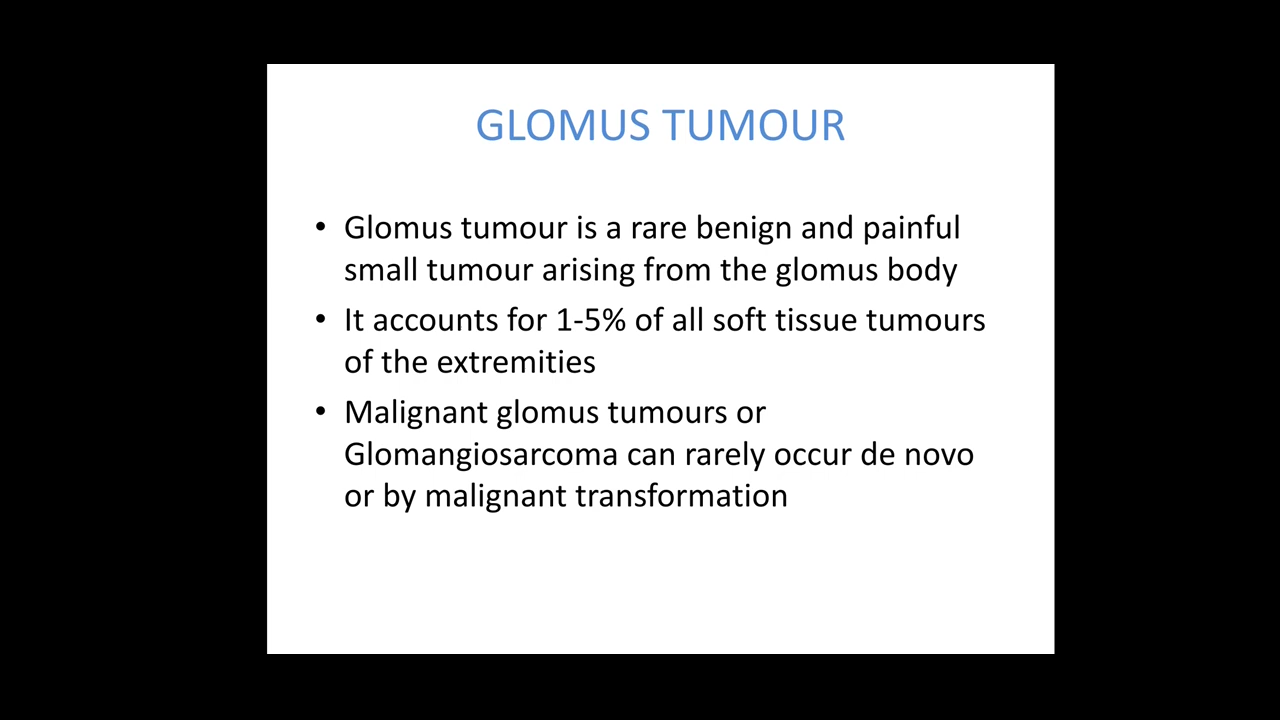 GLOMUS TUMOUR
• Glomus tumour is a rare benign and painful
small tumour arising from the glomus body
• It accounts for 1-5% of all soft tissue tumours
of the extremities
• Malignant glomus tumours or
Glomangiosarcoma can rarely occur de novo
or by malignant transformation